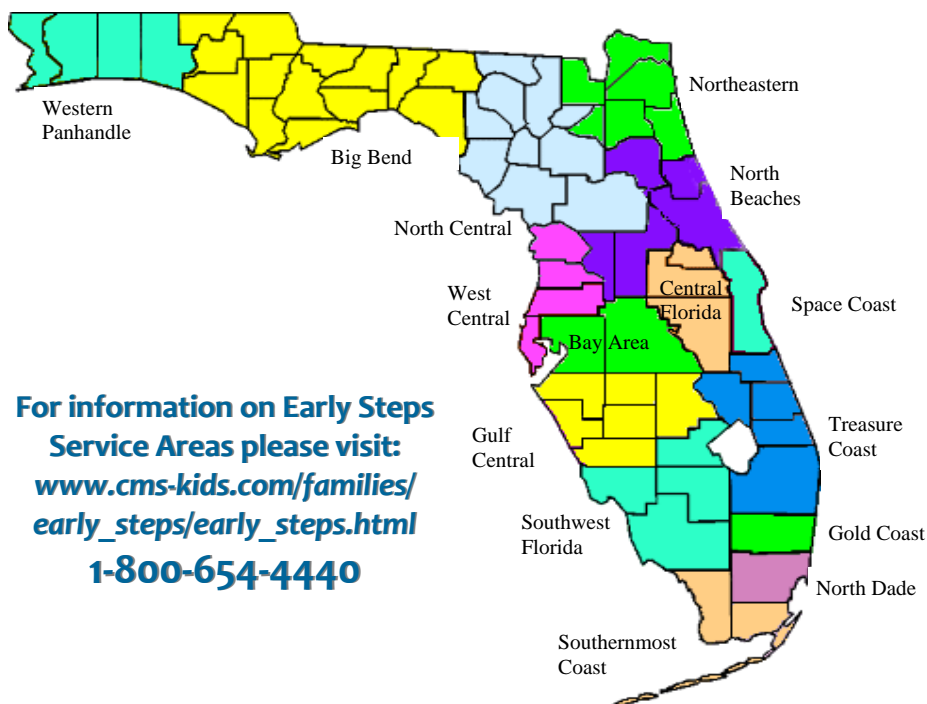 Western
Panhandle
Big Bend
Northeastern
North
Beaches
North Central
West
Central
Central
Florida
Space Coast
Bay Area
For information on Early Steps
Service Areas please visit:
www.cms-kids.com/families/
early_steps/early_steps.html
1-800-654-4440
Gulf
Central
Treasure
Coast
Southwest
Florida
Gold Coast
North Dade
Southernmost
Coast